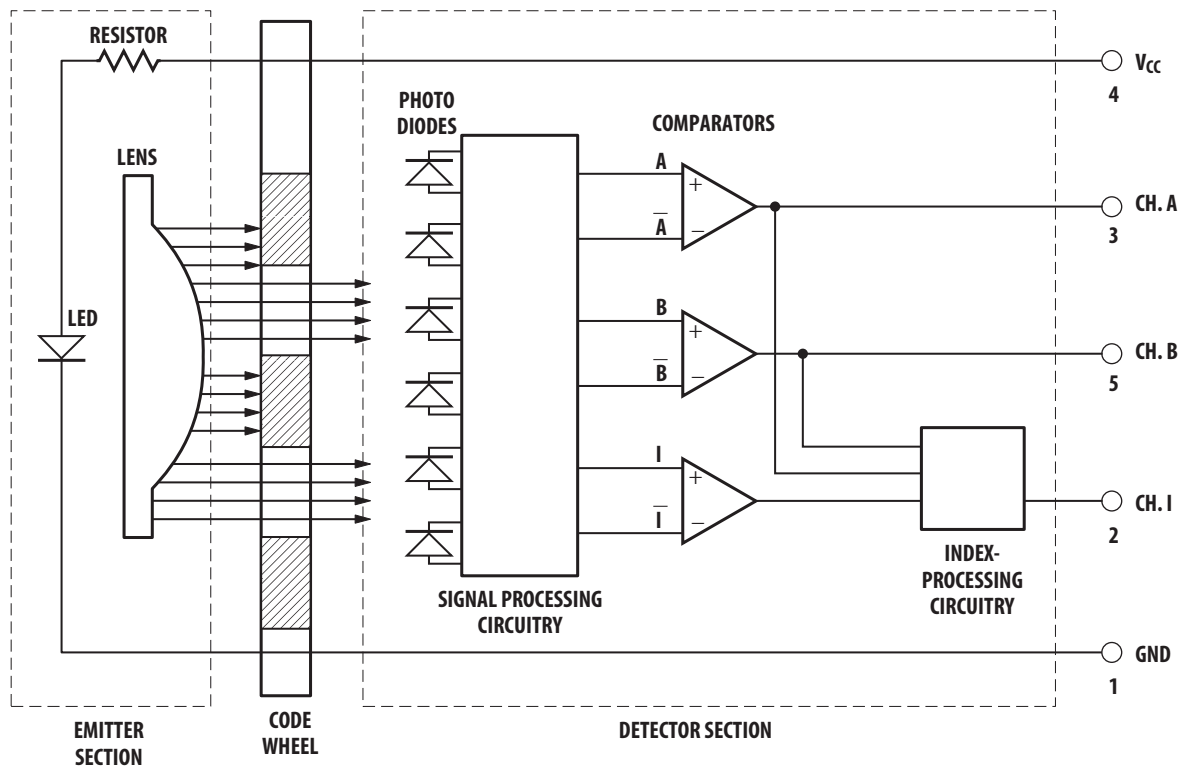 RESISTOR
V_CC
4
PHOTO
DIODES
COMPARATORS
LENS
A
+
CH. A
A̅
−
3
LED
B
+
CH. B
B̅
−
5
I
+
CH. I
I̅
−
2
INDEX-
PROCESSING
CIRCUITRY
SIGNAL PROCESSING
CIRCUITRY
GND
1
EMITTER
SECTION
CODE
WHEEL
DETECTOR SECTION